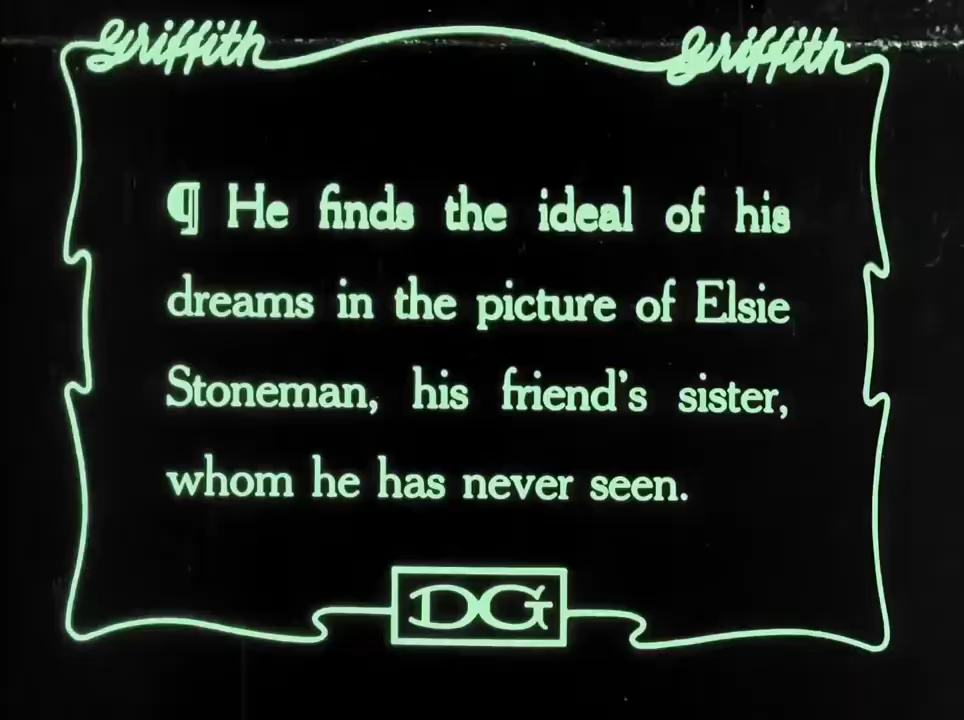 Griffith Griffith
¶ He finds the ideal of his
dreams in the picture of Elsie
Stoneman, his friend's sister,
whom he has never seen.
DG